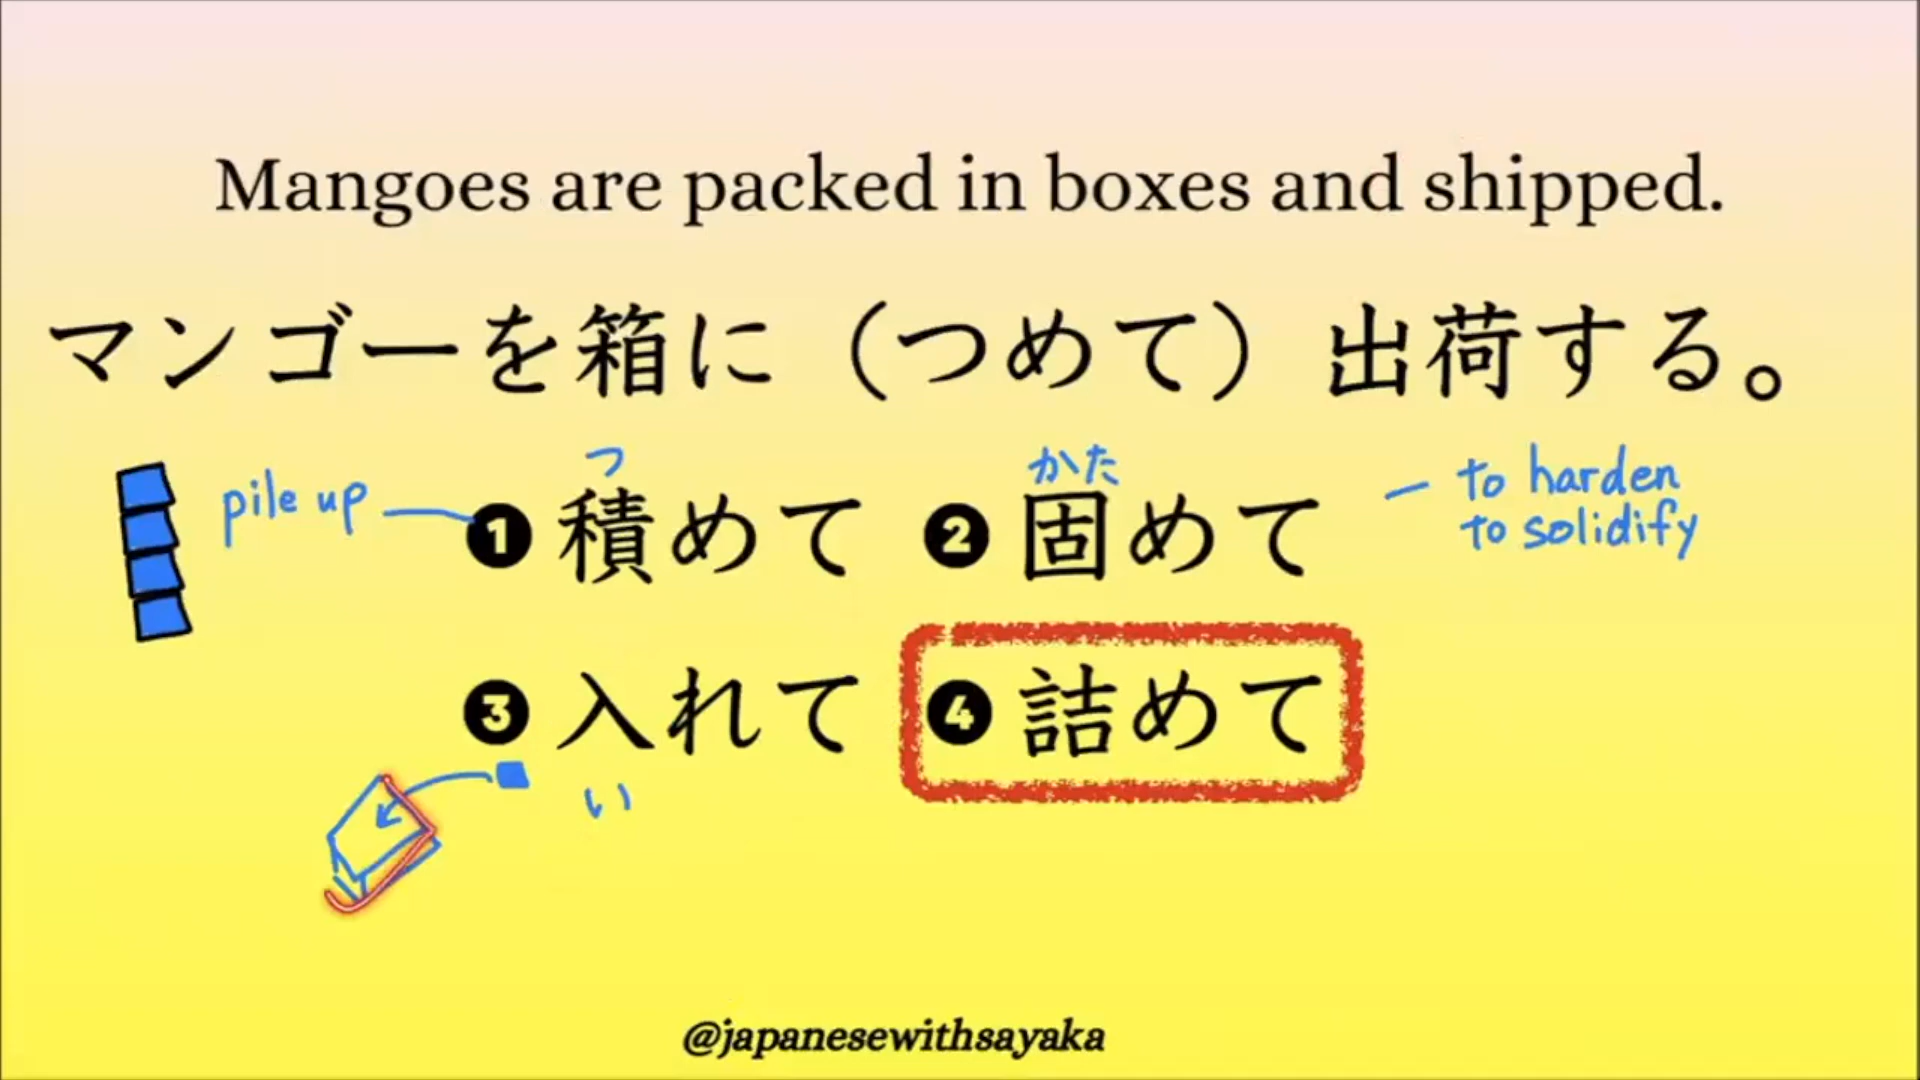 Mangoes are packed in boxes and shipped.
マンゴーを箱に（つめて）出荷する。
つ かた
pile up ❶ 積めて ❷ 固めて to harden
to solidify
❸ 入れて ❹ 詰めて
い
@japanesewithsayaka